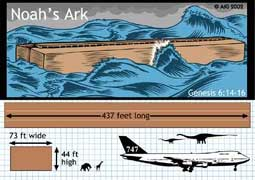 Noah's Ark
© AIG 2002
Genesis 6:14-16
437 feet long
73 ft wide
44 ft
high
747